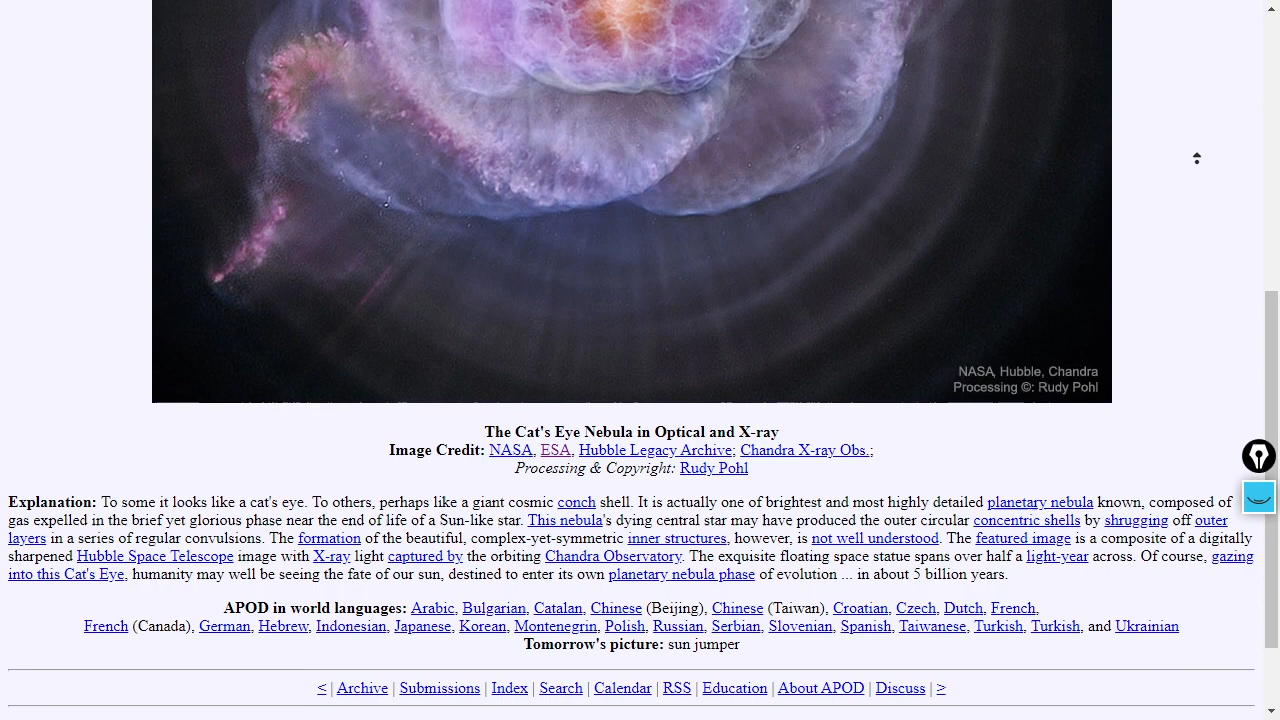 NASA, Hubble, Chandra
Processing ©: Rudy Pohl
The Cat's Eye Nebula in Optical and X-ray
Image Credit: NASA, ESA, Hubble Legacy Archive; Chandra X-ray Obs.;
Processing & Copyright: Rudy Pohl
Explanation: To some it looks like a cat's eye. To others, perhaps like a giant cosmic conch shell. It is actually one of brightest and most highly detailed planetary nebula known, composed of
gas expelled in the brief yet glorious phase near the end of life of a Sun-like star. This nebula's dying central star may have produced the outer circular concentric shells by shrugging off outer
layers in a series of regular convulsions. The formation of the beautiful, complex-yet-symmetric inner structures, however, is not well understood. The featured image is a composite of a digitally
sharpened Hubble Space Telescope image with X-ray light captured by the orbiting Chandra Observatory. The exquisite floating space statue spans over half a light-year across. Of course, gazing
into this Cat's Eye, humanity may well be seeing the fate of our sun, destined to enter its own planetary nebula phase of evolution ... in about 5 billion years.
APOD in world languages: Arabic, Bulgarian, Catalan, Chinese (Beijing), Chinese (Taiwan), Croatian, Czech, Dutch, French,
French (Canada), German, Hebrew, Indonesian, Japanese, Korean, Montenegrin, Polish, Russian, Serbian, Slovenian, Spanish, Taiwanese, Turkish, Turkish, and Ukrainian
Tomorrow's picture: sun jumper
< | Archive | Submissions | Index | Search | Calendar | RSS | Education | About APOD | Discuss | >